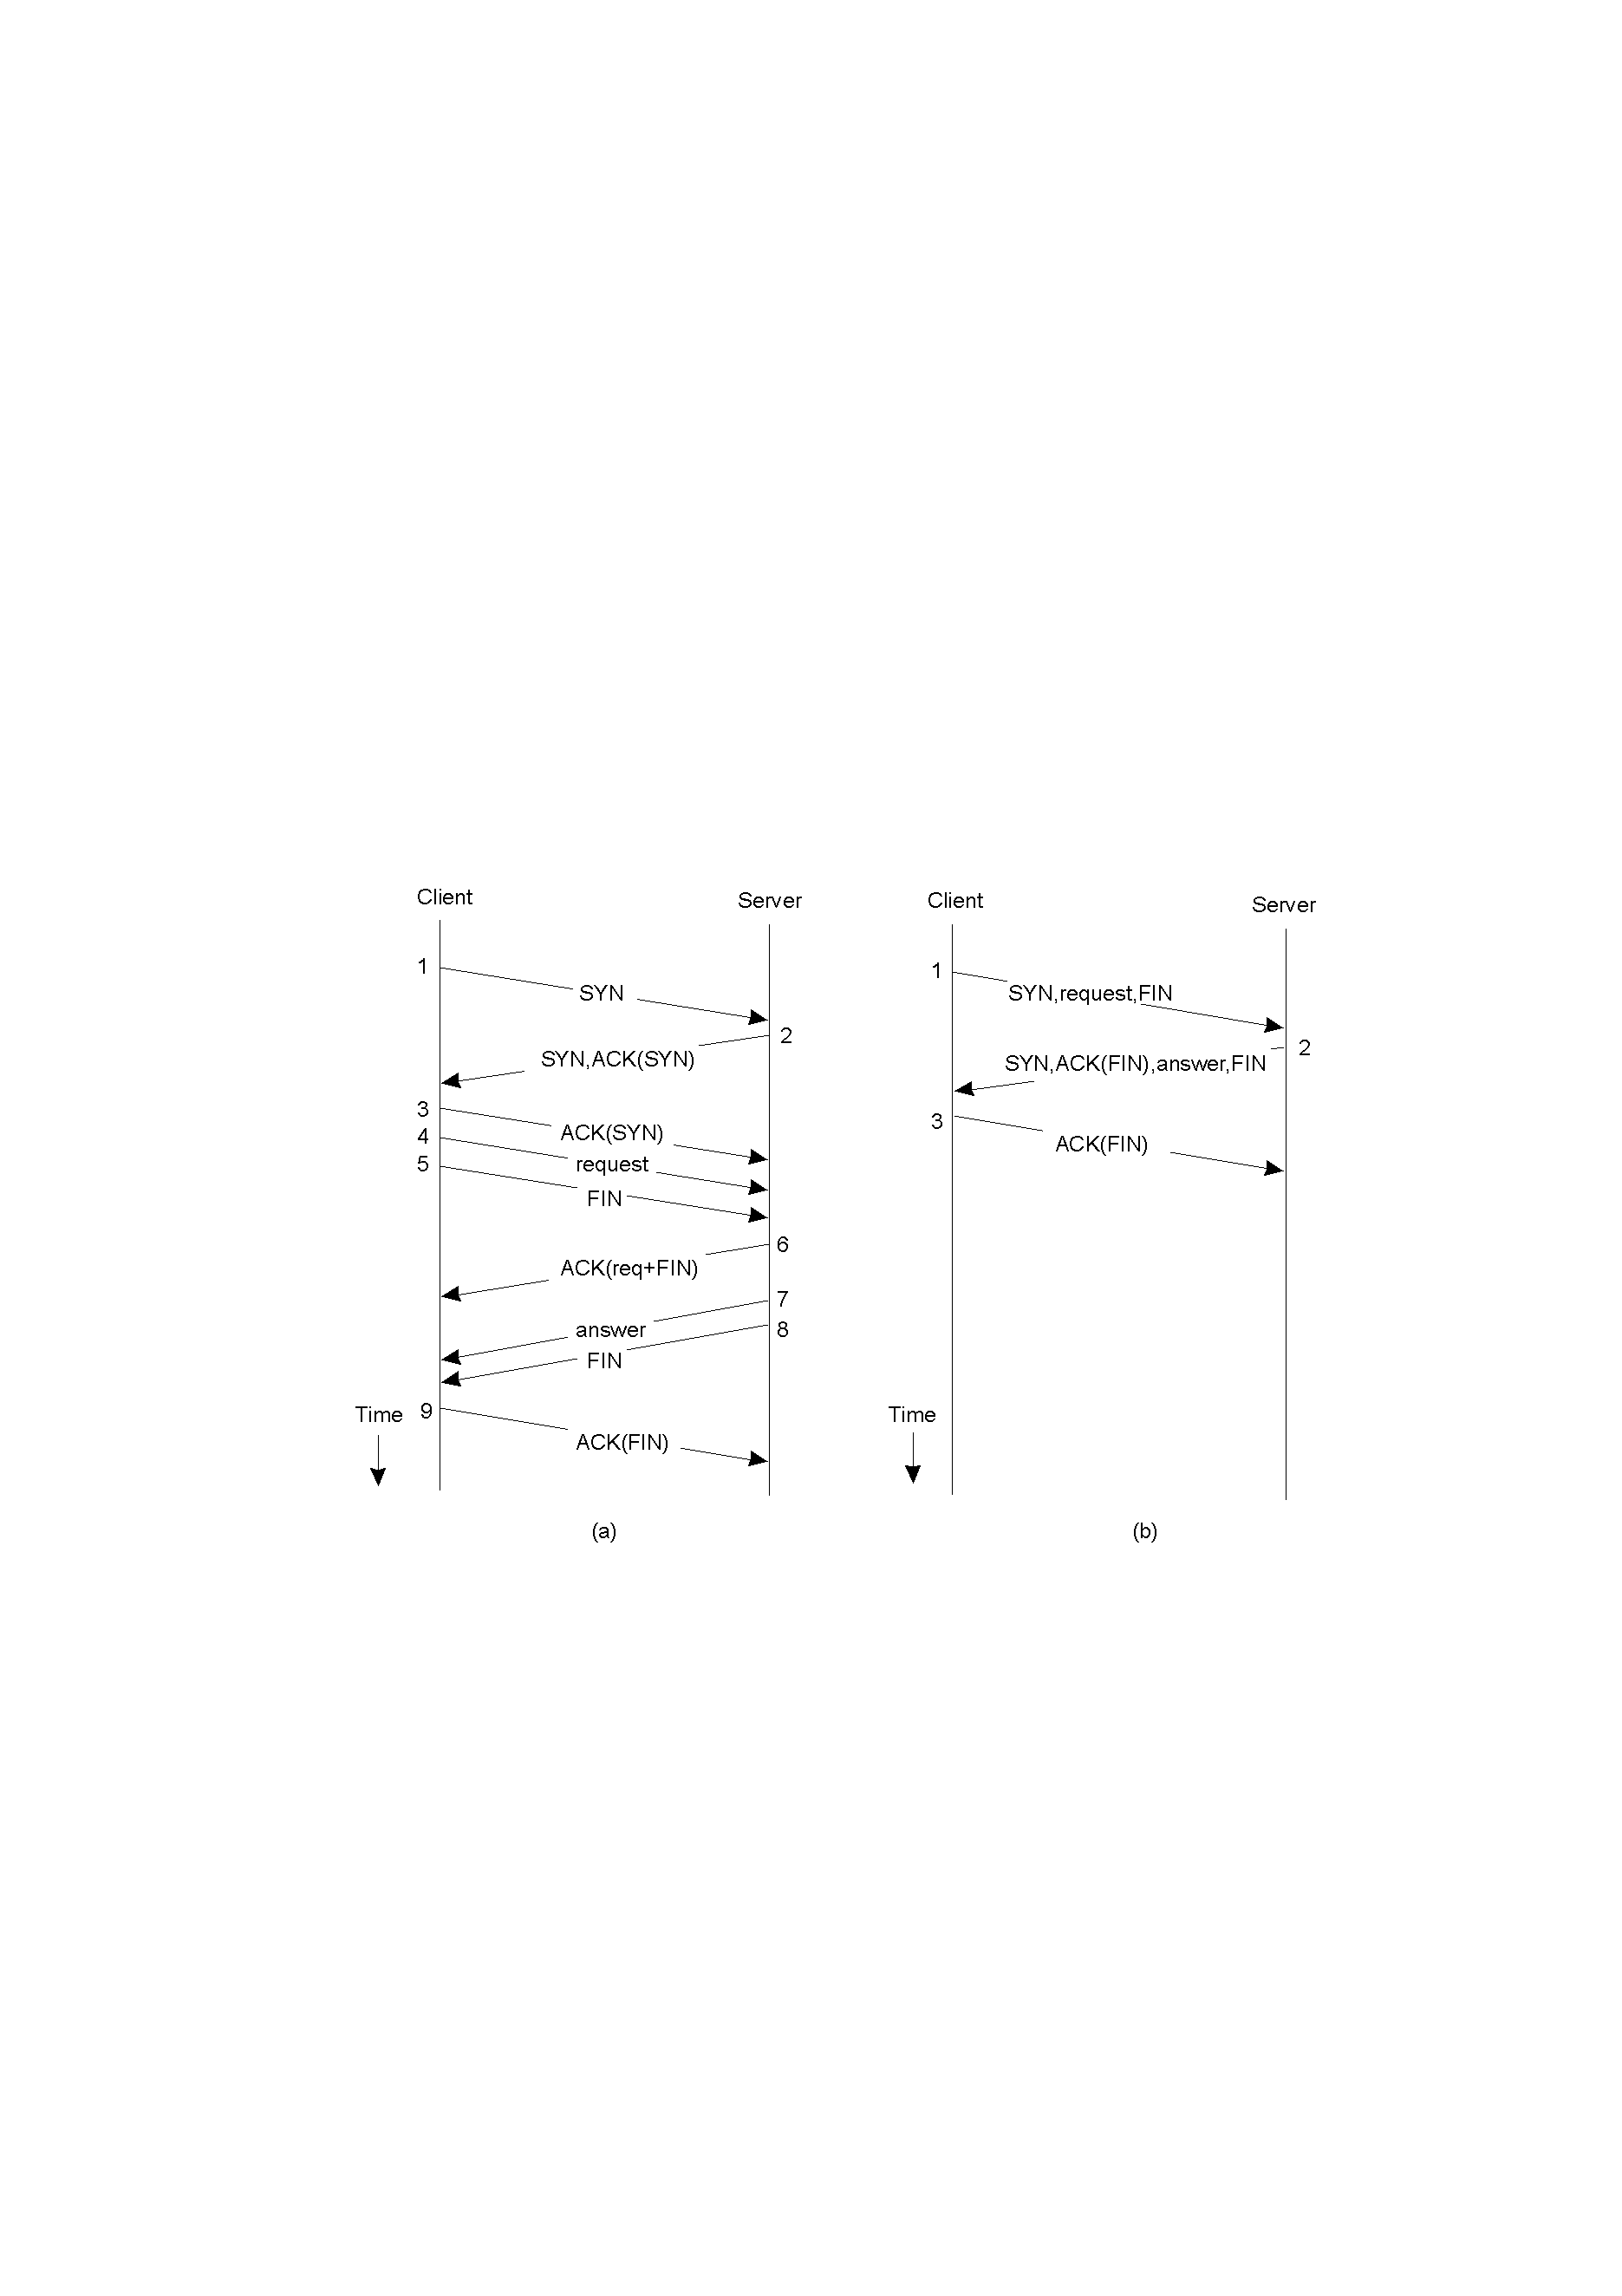 Client
Server
1
SYN
2
SYN,ACK(SYN)
3
ACK(SYN)
4
request
5
FIN
6
ACK(req+FIN)
7
answer
8
FIN
9
ACK(FIN)
Time
(a)
Client
Server
1
SYN,request,FIN
2
SYN,ACK(FIN),answer,FIN
3
ACK(FIN)
Time
(b)